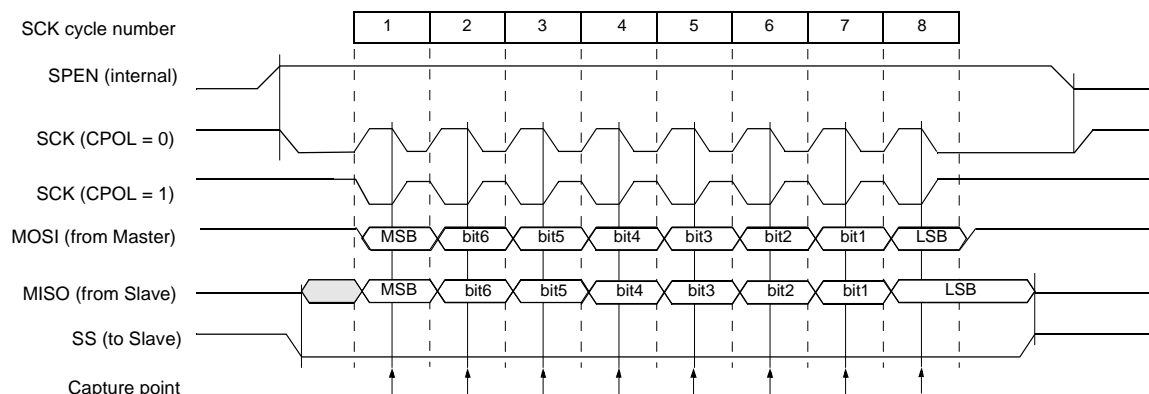 SCK cycle number 1 2 3 4 5 6 7 8
SPEN (internal)
SCK (CPOL = 0)
SCK (CPOL = 1)
MOSI (from Master) MSB bit6 bit5 bit4 bit3 bit2 bit1 LSB
MISO (from Slave) MSB bit6 bit5 bit4 bit3 bit2 bit1 LSB
SS (to Slave)
Capture point